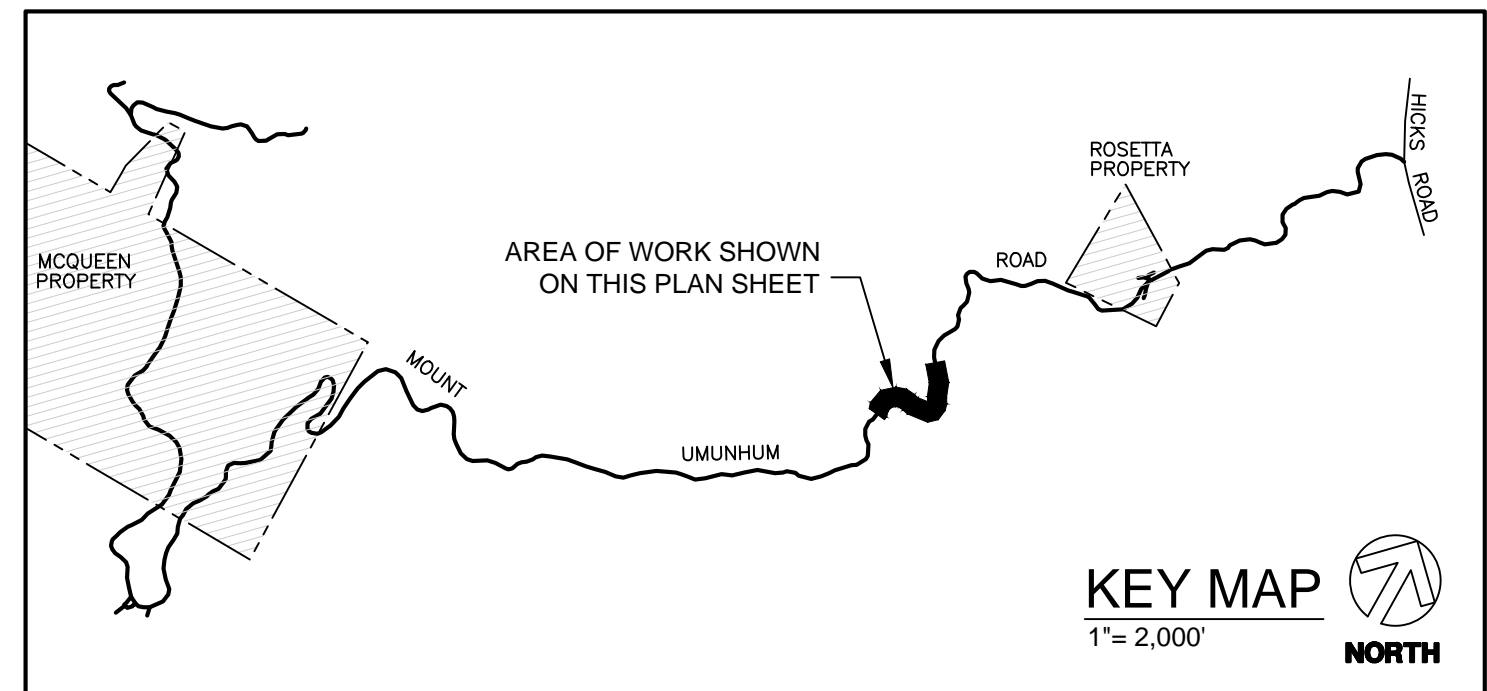 HICKS
ROAD
ROSETTA
PROPERTY
AREA OF WORK SHOWN
ON THIS PLAN SHEET
ROAD
MCQUEEN
PROPERTY
MOUNT
UMUNHUM
KEY MAP
1"= 2,000'
NORTH